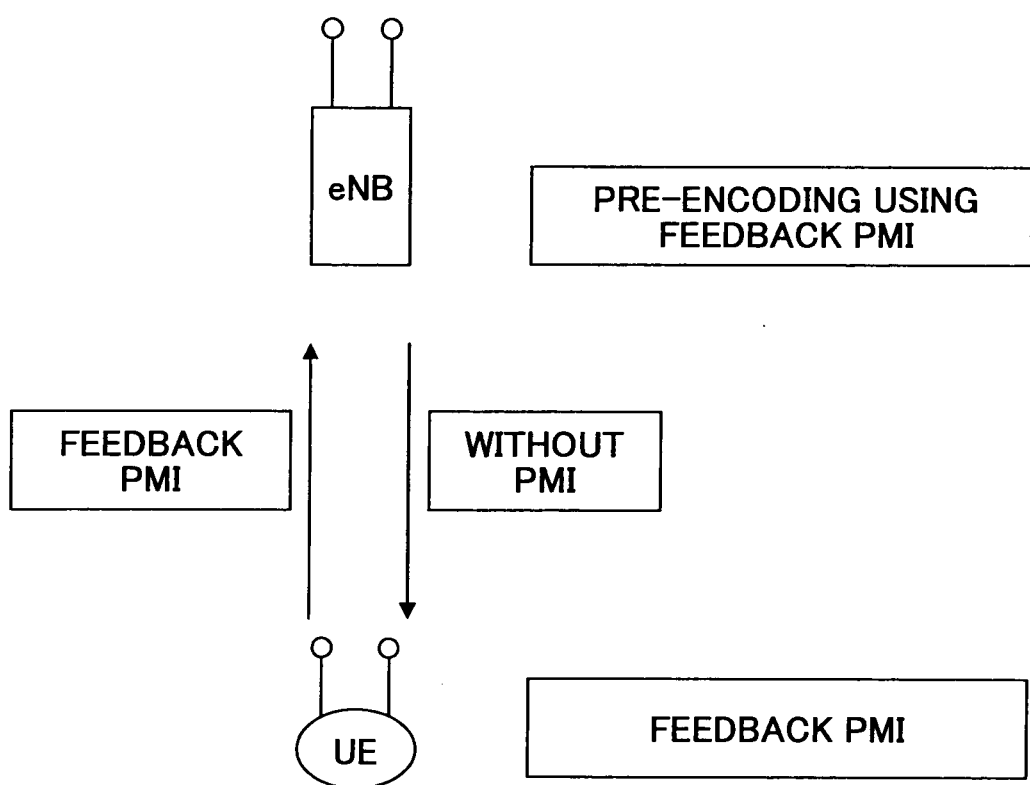 eNB
PRE-ENCODING USING
FEEDBACK PMI
FEEDBACK
PMI
WITHOUT
PMI
UE
FEEDBACK PMI